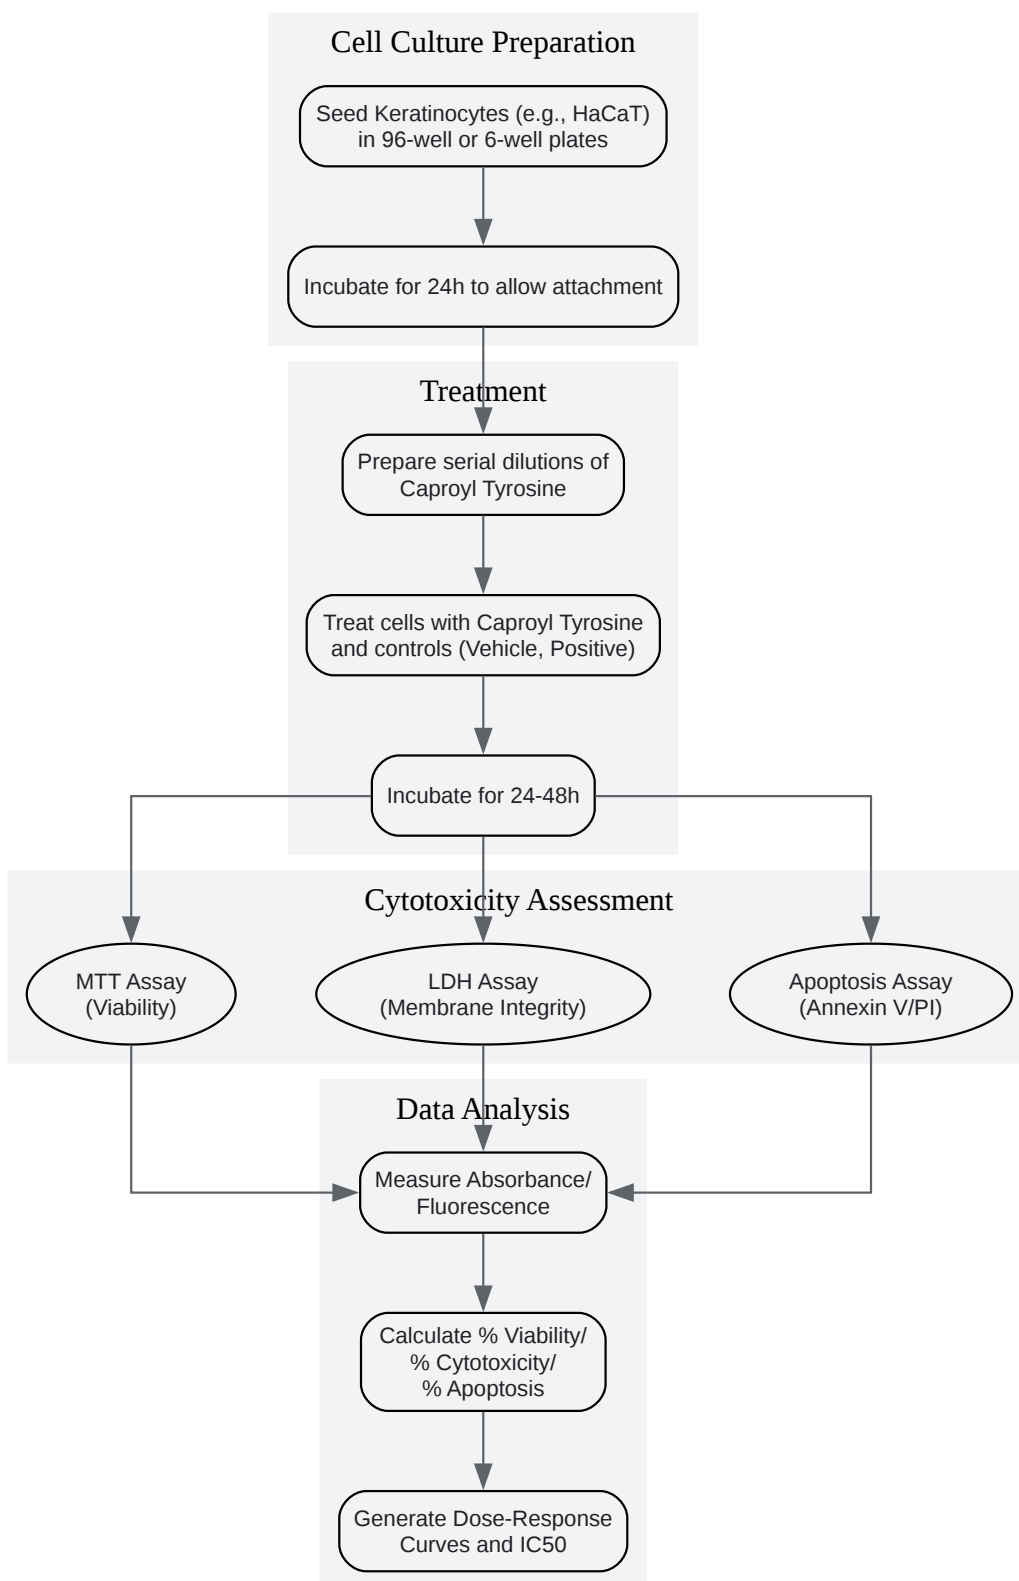 Cell Culture Preparation
Seed Keratinocytes (e.g., HaCaT)
in 96-well or 6-well plates
Incubate for 24h to allow attachment
Treatment
Prepare serial dilutions of
Caproyl Tyrosine
Treat cells with Caproyl Tyrosine
and controls (Vehicle, Positive)
Incubate for 24-48h
Cytotoxicity Assessment
MTT Assay
(Viability)
LDH Assay
(Membrane Integrity)
Apoptosis Assay
(Annexin V/PI)
Data Analysis
Measure Absorbance/
Fluorescence
Calculate % Viability/
% Cytotoxicity/
% Apoptosis
Generate Dose-Response
Curves and IC50